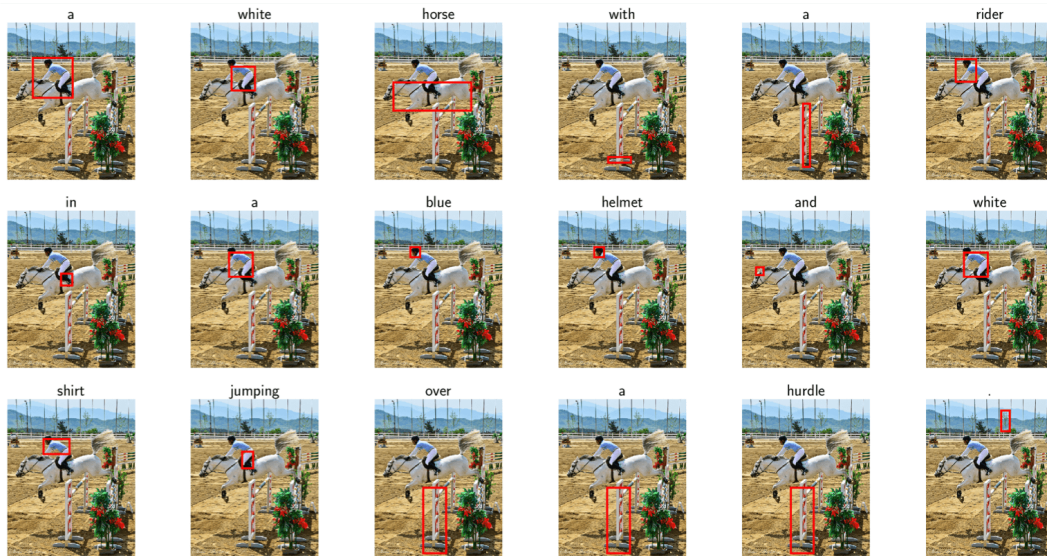 a white horse with a rider
in a blue helmet and white
shirt jumping over a hurdle .